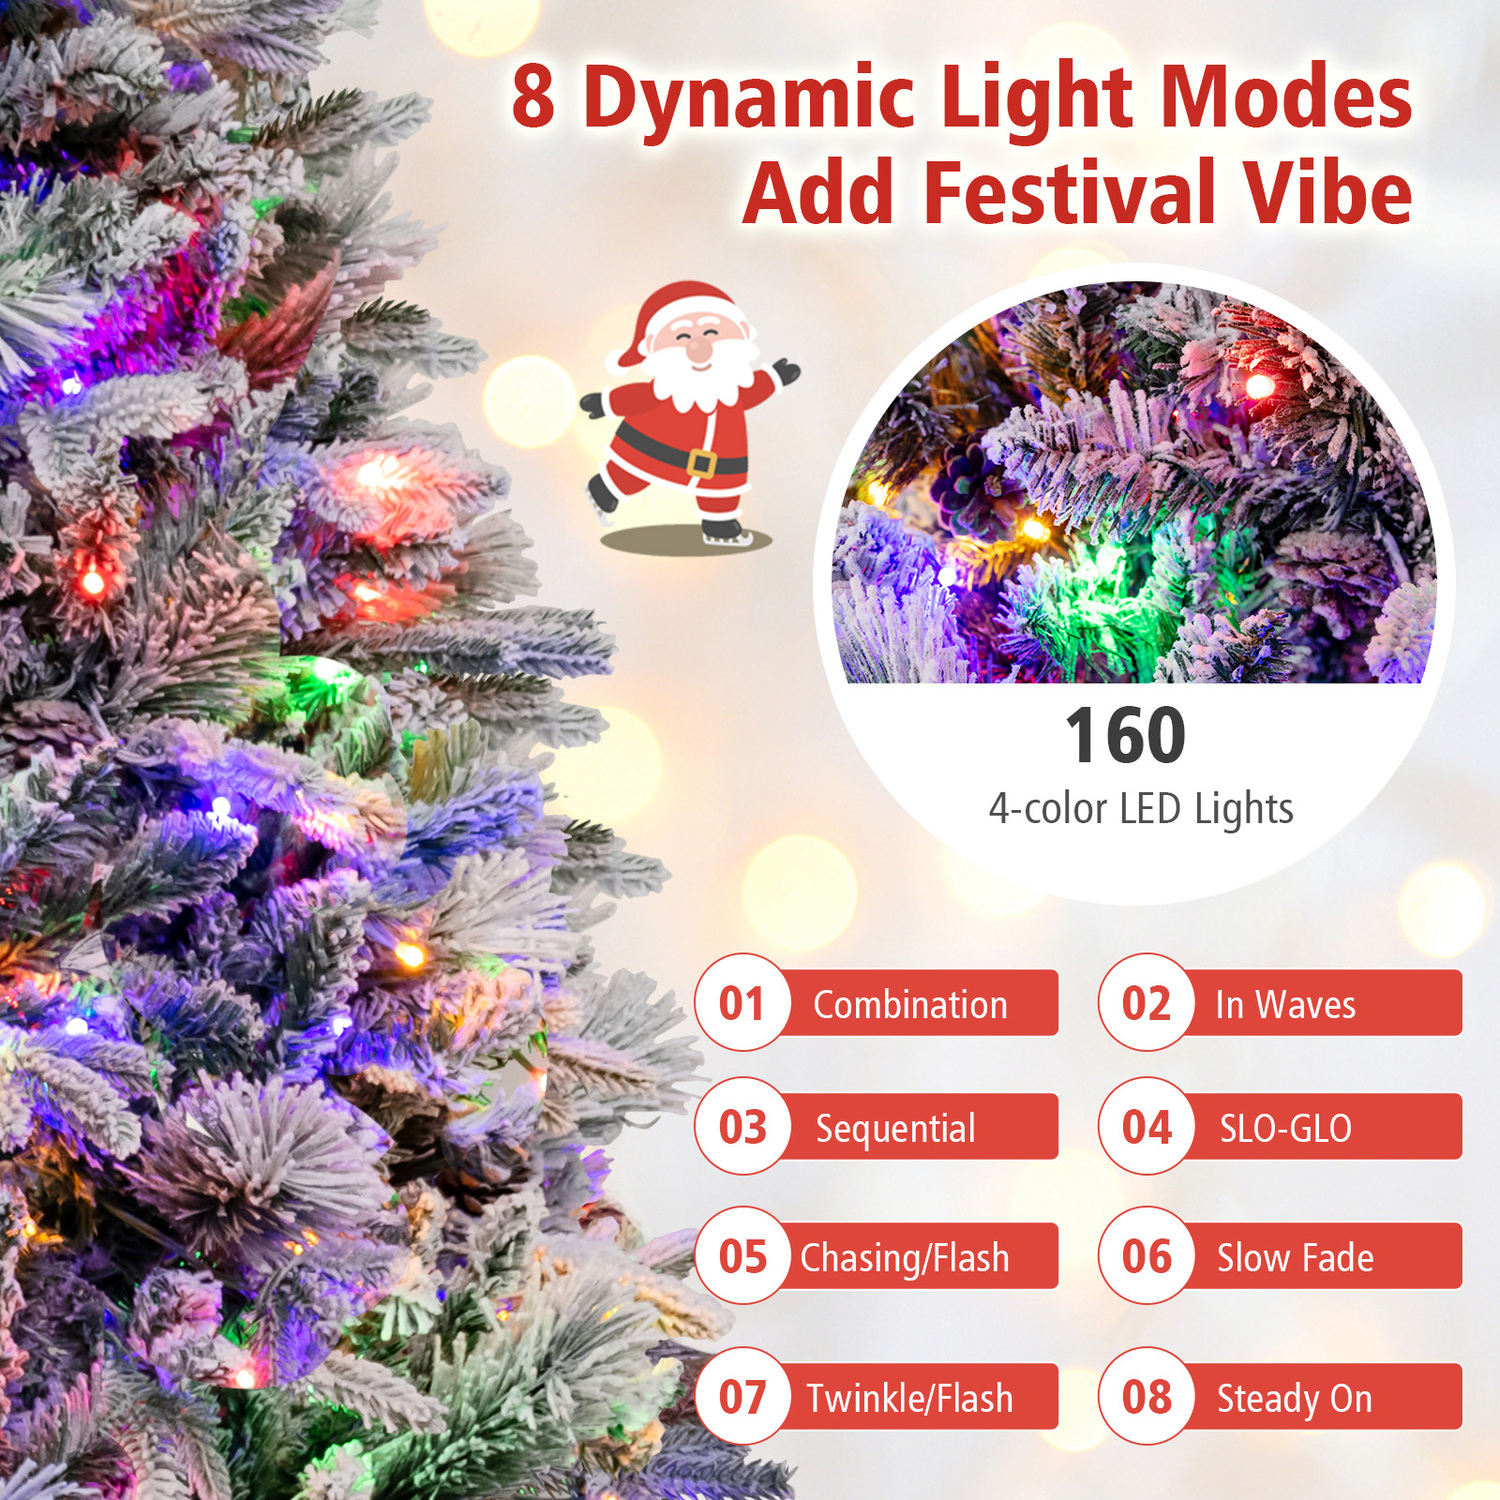 8 Dynamic Light Modes
Add Festival Vibe
160
4-color LED Lights
01 Combination
02 In Waves
03 Sequential
04 SLO-GLO
05 Chasing/Flash
06 Slow Fade
07 Twinkle/Flash
08 Steady On